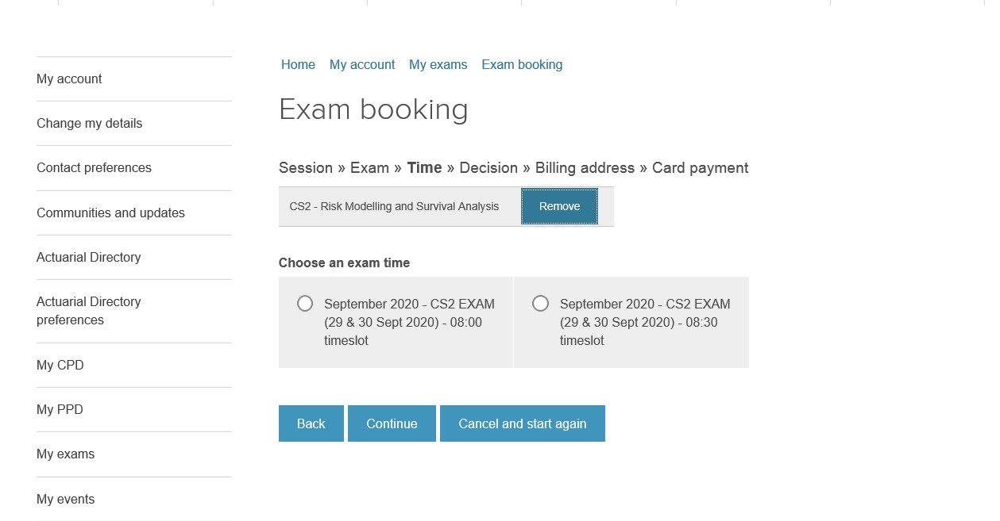 My account
Change my details
Contact preferences
Communities and updates
Actuarial Directory
Actuarial Directory
preferences
My CPD
My PPD
My exams
My events
Home My account My exams Exam booking
Exam booking
Session » Exam » Time » Decision » Billing address » Card payment
CS2 - Risk Modelling and Survival Analysis Remove
Choose an exam time
September 2020 - CS2 EXAM
(29 & 30 Sept 2020) - 08:00
timeslot
September 2020 - CS2 EXAM
(29 & 30 Sept 2020) - 08:30
timeslot
Back Continue Cancel and start again